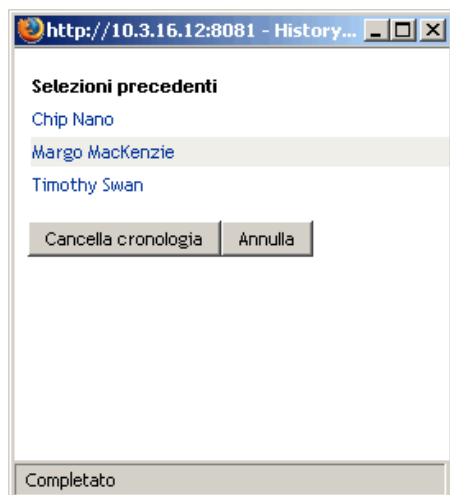 http://10.3.16.12:8081 - History...
Selezioni precedenti
Chip Nano
Margo MacKenzie
Timothy Swan
Cancella cronologia Annulla
Completato